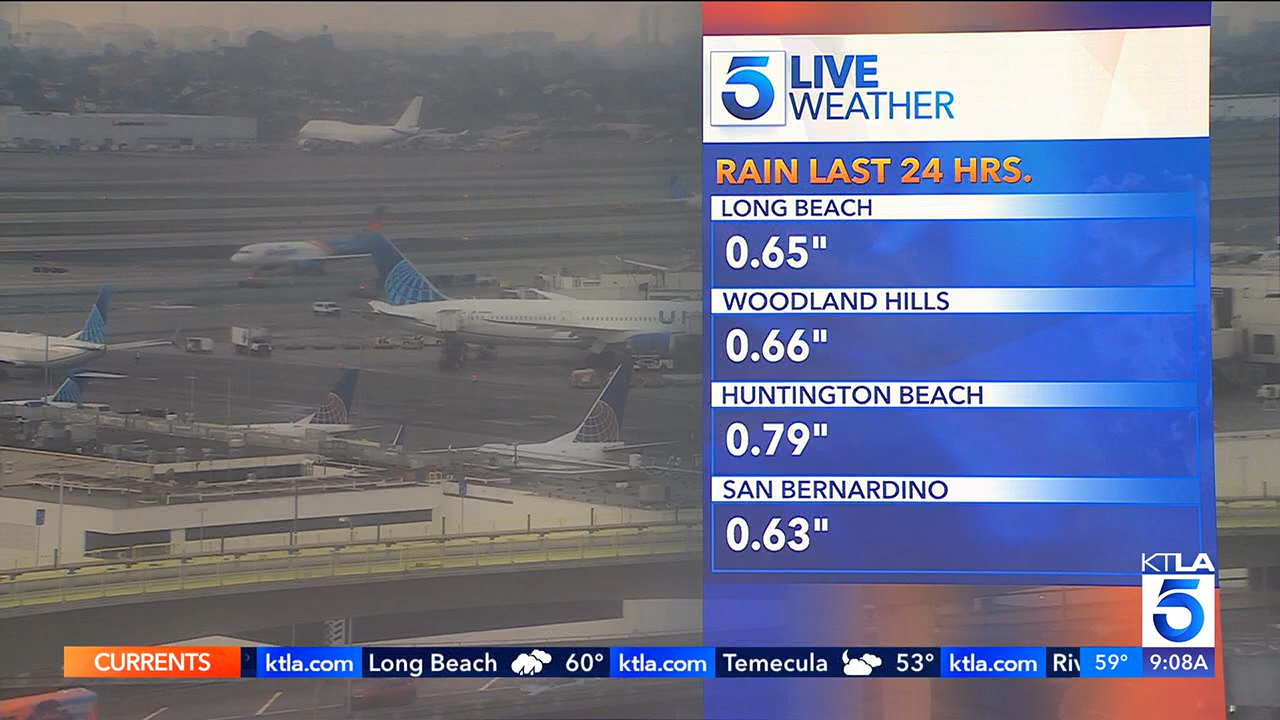 5 LIVE
WEATHER
RAIN LAST 24 HRS.
LONG BEACH
0.65"
WOODLAND HILLS
0.66"
HUNTINGTON BEACH
0.79"
SAN BERNARDINO
0.63"
KTLA
5
CURRENTS ktla.com Long Beach 60° ktla.com Temecula 53° ktla.com Riv 59° 9:08A